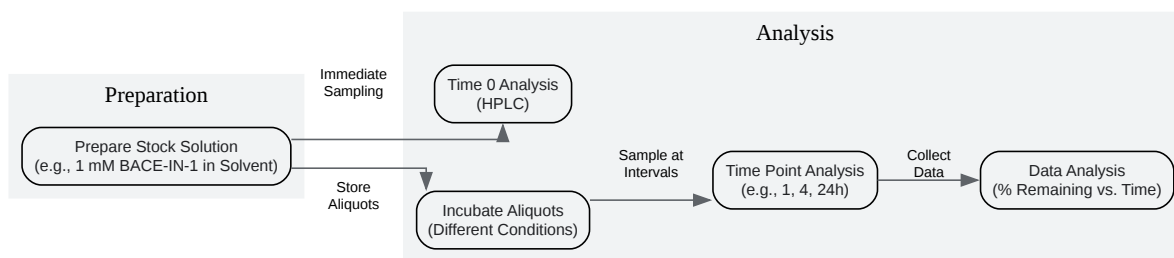 Preparation
Prepare Stock Solution
(e.g., 1 mM BACE-IN-1 in Solvent)
Immediate
Sampling
Store
Aliquots
Analysis
Time 0 Analysis
(HPLC)
Incubate Aliquots
(Different Conditions)
Sample at
Intervals
Time Point Analysis
(e.g., 1, 4, 24h)
Collect
Data
Data Analysis
(% Remaining vs. Time)